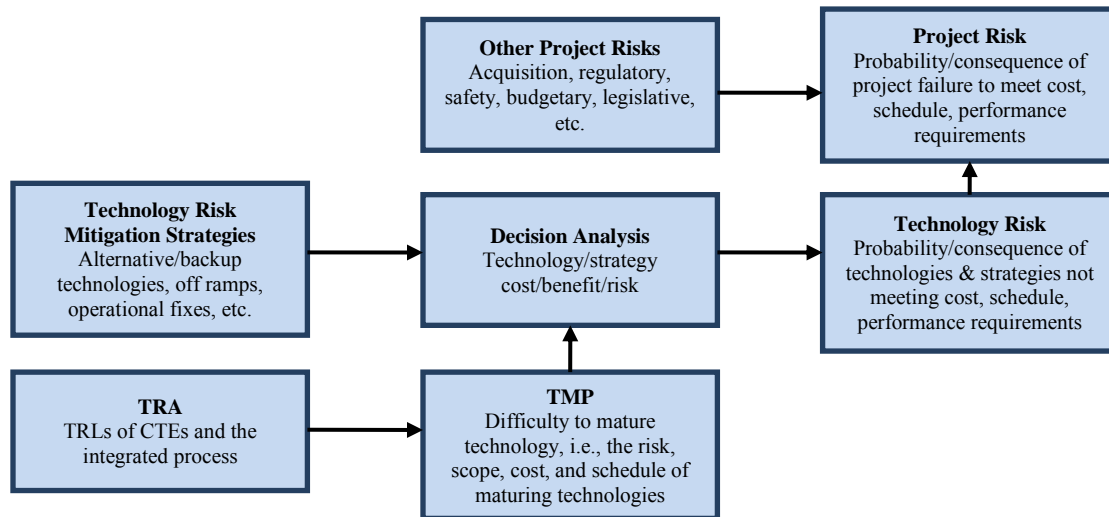 Other Project Risks
Acquisition, regulatory,
safety, budgetary, legislative,
etc.
Project Risk
Probability/consequence of
project failure to meet cost,
schedule, performance
requirements
Technology Risk
Mitigation Strategies
Alternative/backup
technologies, off ramps,
operational fixes, etc.
Decision Analysis
Technology/strategy
cost/benefit/risk
Technology Risk
Probability/consequence of
technologies & strategies not
meeting cost, schedule,
performance requirements
TRA
TRLs of CTEs and the
integrated process
TMP
Difficulty to mature
technology, i.e., the risk,
scope, cost, and schedule of
maturing technologies